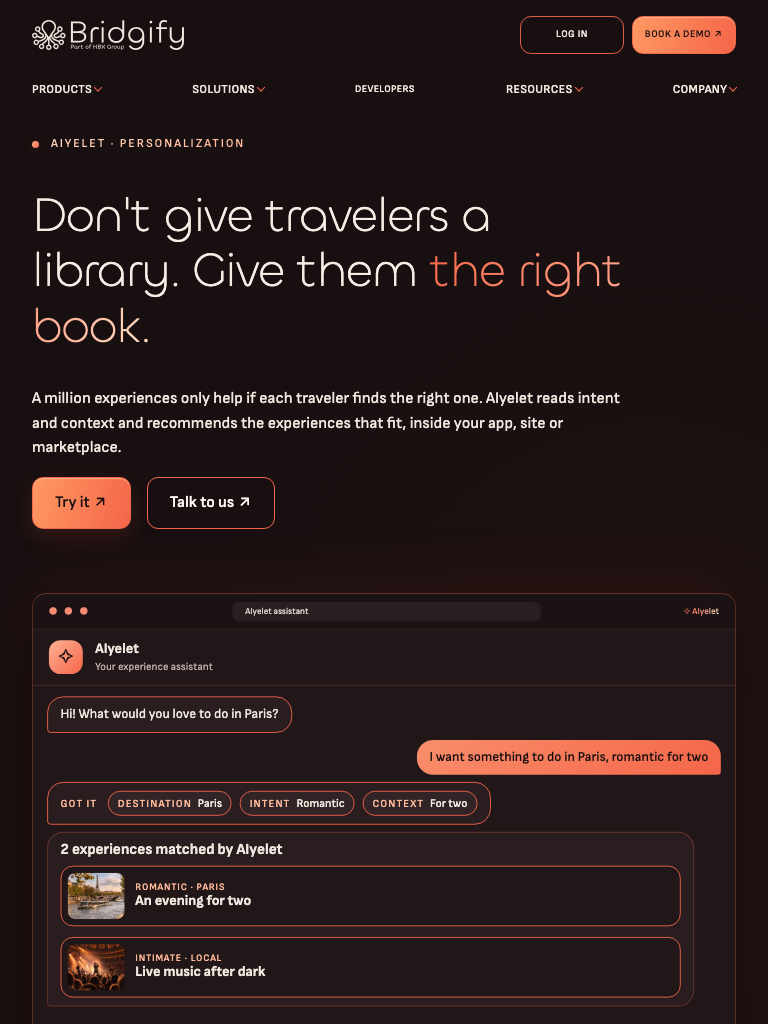 Bridgify
Part of HBX Group
LOG IN
BOOK A DEMO ↗
PRODUCTS
SOLUTIONS
DEVELOPERS
RESOURCES
COMPANY
AIYELET · PERSONALIZATION
Don't give travelers a
library. Give them the right
book.
A million experiences only help if each traveler finds the right one. AIyelet reads intent
and context and recommends the experiences that fit, inside your app, site or
marketplace.
Try it ↗
Talk to us ↗
AIyelet assistant
AIyelet
AIyelet
Your experience assistant
Hi! What would you love to do in Paris?
I want something to do in Paris, romantic for two
GOT IT DESTINATION Paris INTENT Romantic CONTEXT For two
2 experiences matched by AIyelet
ROMANTIC · PARIS
An evening for two
INTIMATE · LOCAL
Live music after dark